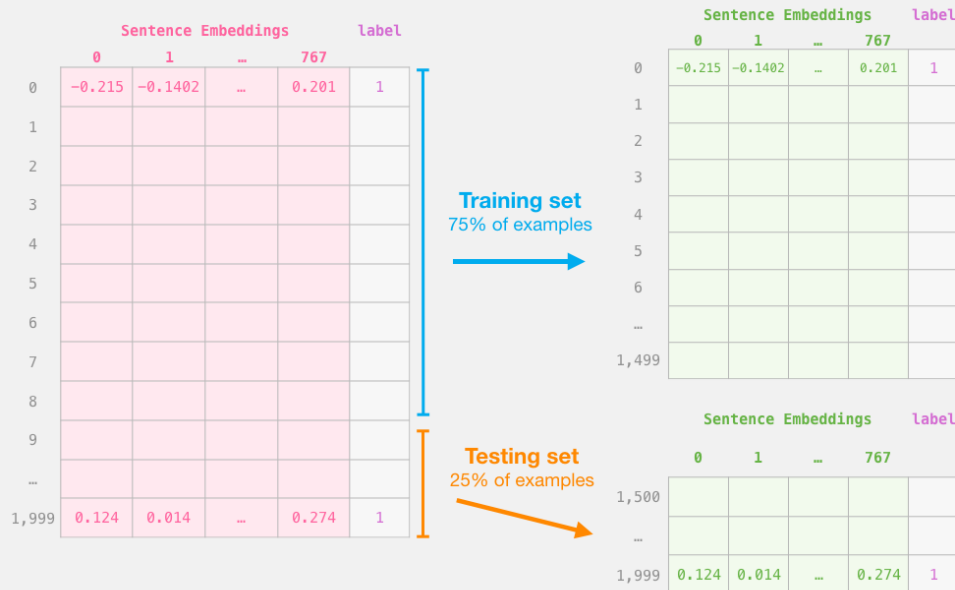 Sentence Embeddings label
0 1 … 767
0 -0.215 -0.1402 … 0.201 1
1
2
3
4
5
6
7
8
9
…
1,999 0.124 0.014 … 0.274 1
Training set
75% of examples
Testing set
25% of examples
Sentence Embeddings label
0 1 … 767
0 -0.215 -0.1402 … 0.201 1
1
2
3
4
5
6
…
1,499
Sentence Embeddings label
0 1 … 767
1,500
…
1,999 0.124 0.014 … 0.274 1